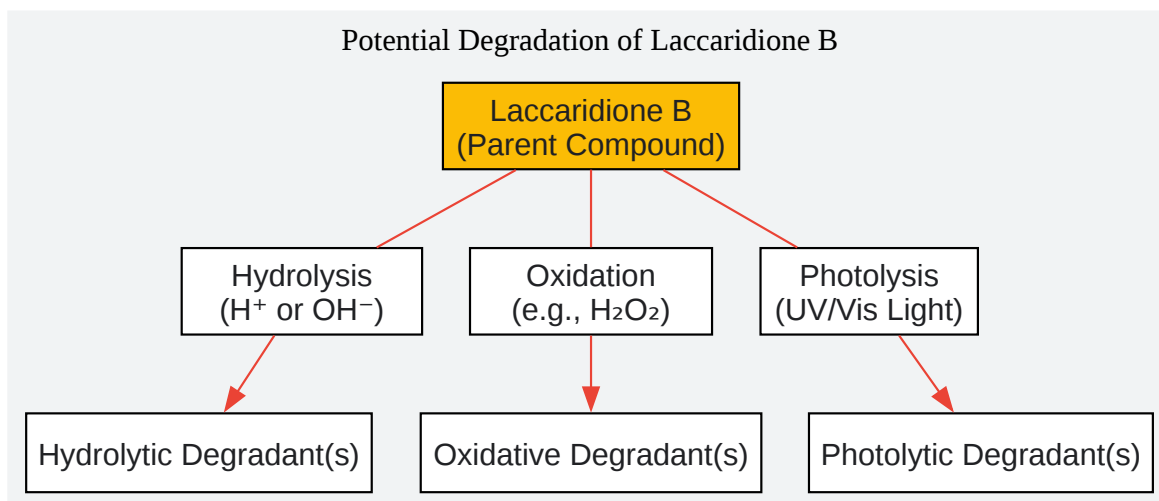 Potential Degradation of Laccaridione B
Laccaridione B
(Parent Compound)
Hydrolysis
(H⁺ or OH⁻)
Oxidation
(e.g., H₂O₂)
Photolysis
(UV/Vis Light)
Hydrolytic Degradant(s)
Oxidative Degradant(s)
Photolytic Degradant(s)